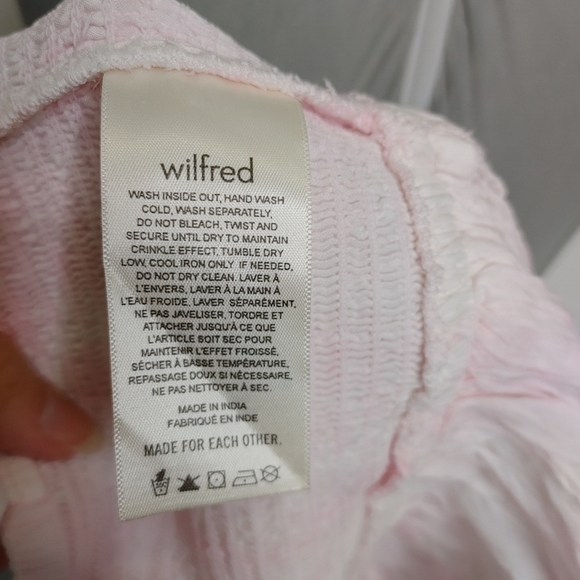 wilfred
WASH INSIDE OUT, HAND WASH
COLD, WASH SEPARATELY,
DO NOT BLEACH, TWIST AND
SECURE UNTIL DRY TO MAINTAIN
CRINKLE EFFECT, TUMBLE DRY
LOW, COOL IRON ONLY IF NEEDED,
DO NOT DRY CLEAN. LAVER À
L'ENVERS, LAVER À LA MAIN À
L'EAU FROIDE, LAVER SÉPARÉMENT,
NE PAS JAVELISER, TORDRE ET
ATTACHER JUSQU'À CE QUE
L'ARTICLE SOIT SEC POUR
MAINTENIR L'EFFET FROISSÉ,
SÉCHER À BASSE TEMPÉRATURE,
REPASSAGE DOUX SI NÉCESSAIRE,
NE PAS NETTOYER À SEC.
MADE IN INDIA
FABRIQUÉ EN INDE
MADE FOR EACH OTHER.